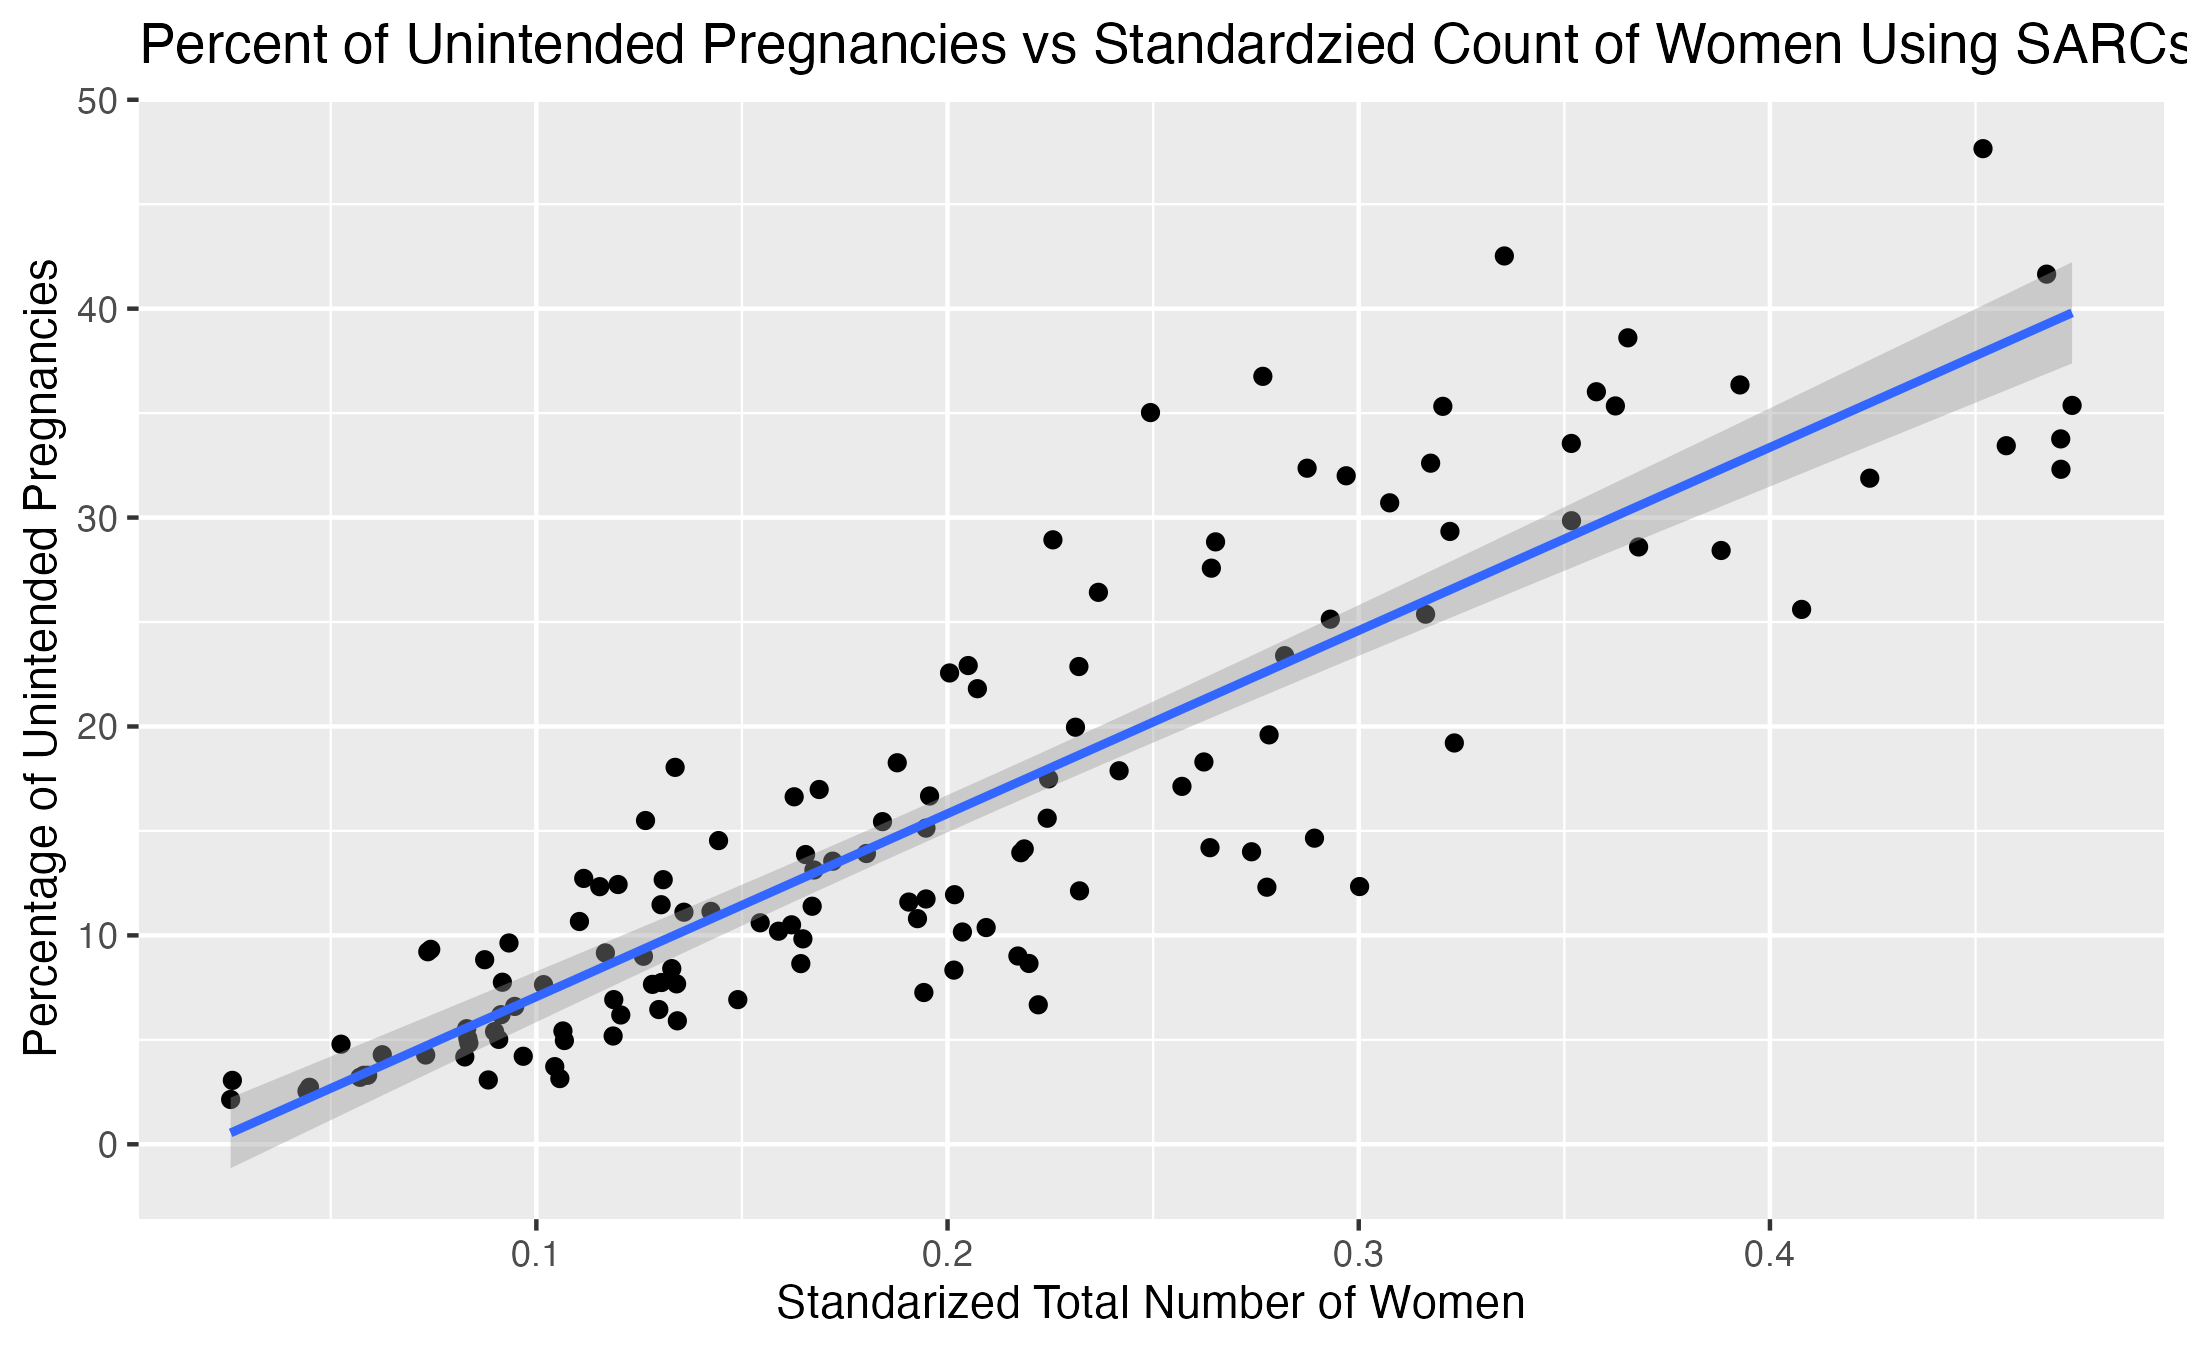 Percent of Unintended Pregnancies vs Standardzied Count of Women Using SARCs
Percentage of Unintended Pregnancies
50
40
30
20
10
0
0.1 0.2 0.3 0.4
Standarized Total Number of Women